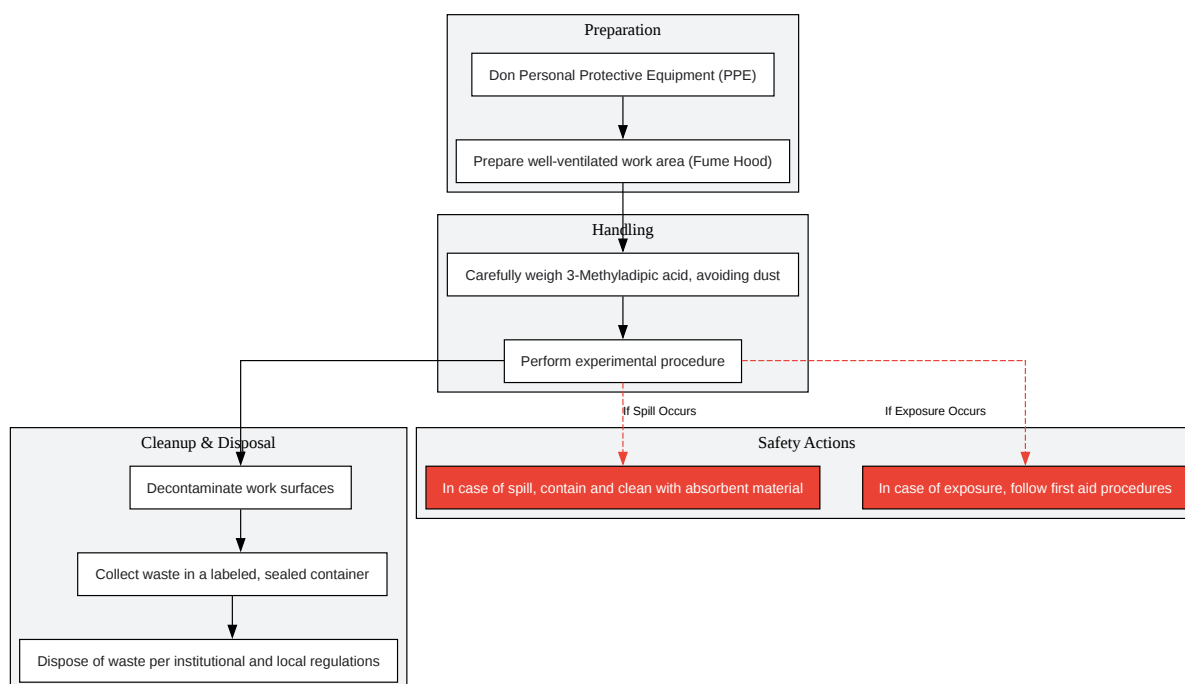 Preparation
Don Personal Protective Equipment (PPE)
Prepare well-ventilated work area (Fume Hood)
Handling
Carefully weigh 3-Methyladipic acid, avoiding dust
Perform experimental procedure
If Spill Occurs
If Exposure Occurs
Cleanup & Disposal
Decontaminate work surfaces
Collect waste in a labeled, sealed container
Dispose of waste per institutional and local regulations
Safety Actions
In case of spill, contain and clean with absorbent material
In case of exposure, follow first aid procedures